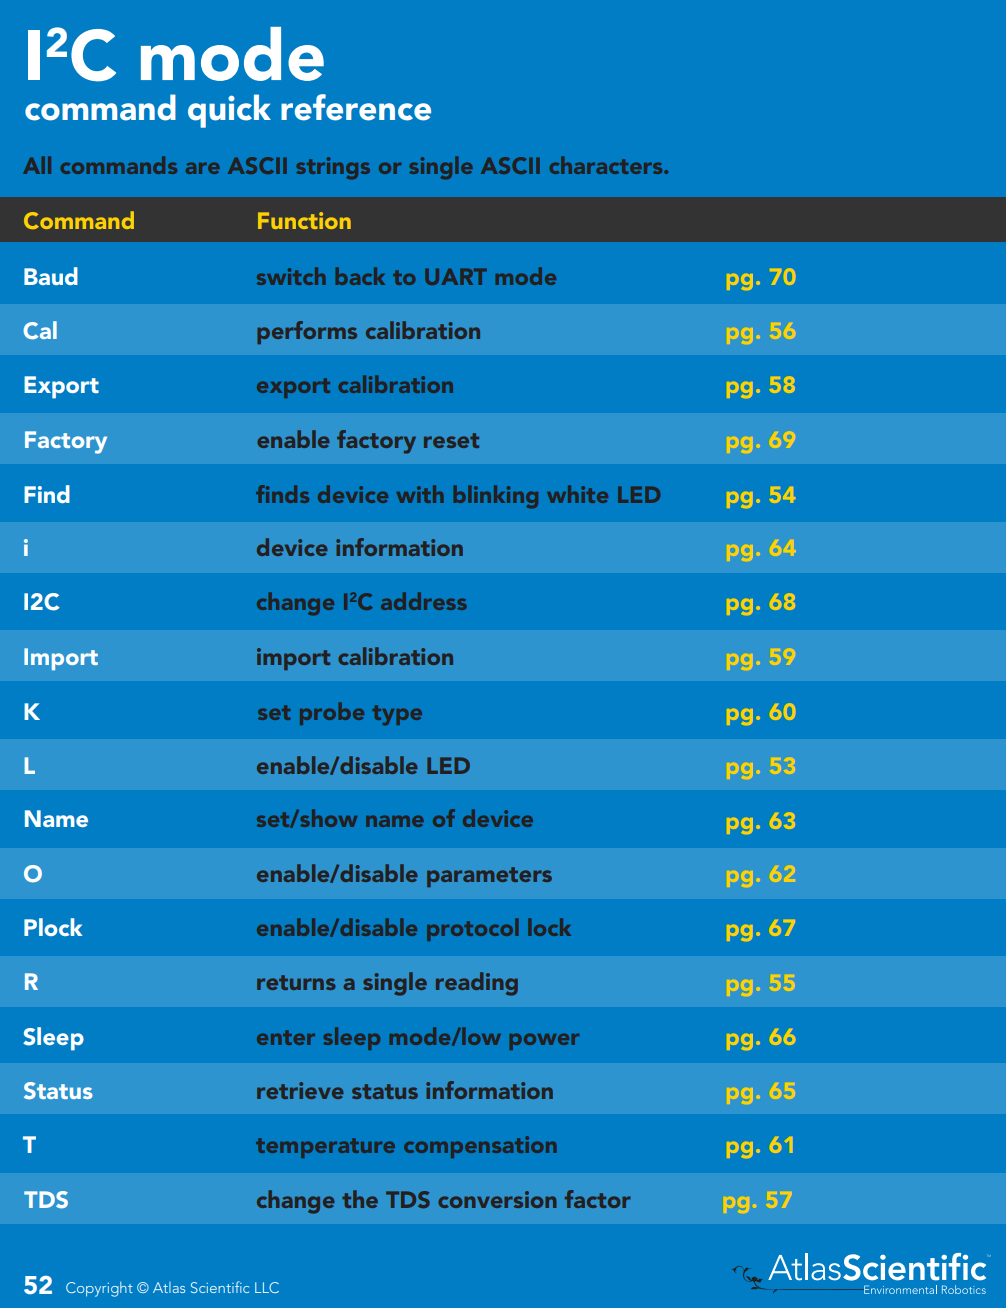 I²C mode
command quick reference
All commands are ASCII strings or single ASCII characters.
Command Function
Baud switch back to UART mode pg. 70
Cal performs calibration pg. 56
Export export calibration pg. 58
Factory enable factory reset pg. 69
Find finds device with blinking white LED pg. 54
i device information pg. 64
I2C change I²C address pg. 68
Import import calibration pg. 59
K set probe type pg. 60
L enable/disable LED pg. 53
Name set/show name of device pg. 63
O enable/disable parameters pg. 62
Plock enable/disable protocol lock pg. 67
R returns a single reading pg. 55
Sleep enter sleep mode/low power pg. 66
Status retrieve status information pg. 65
T temperature compensation pg. 61
TDS change the TDS conversion factor pg. 57
52 Copyright © Atlas Scientific LLC
AtlasScientific
Environmental Robotics